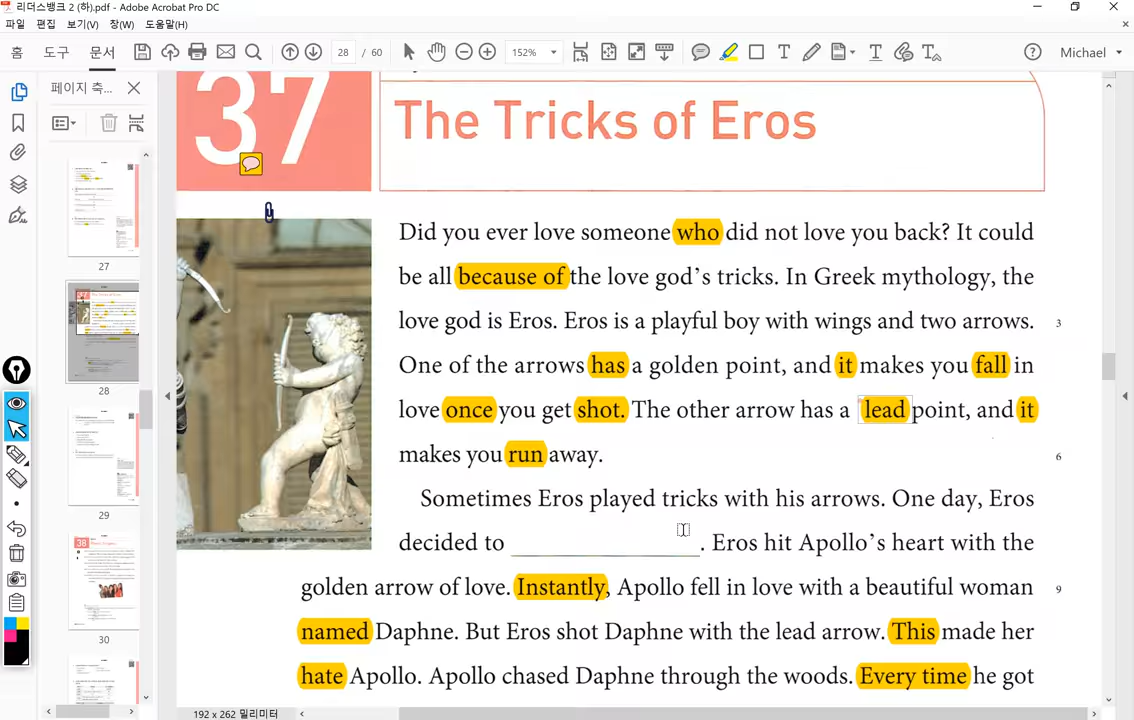 리더스뱅크 2 (하).pdf - Adobe Acrobat Pro DC
파일 편집 보기(V) 창(W) 도움말(H)
홈 도구 문서 28 / 60 152% Michael
페이지 축...
37
The Tricks of Eros
Did you ever love someone who did not love you back? It could
be all because of the love god's tricks. In Greek mythology, the
love god is Eros. Eros is a playful boy with wings and two arrows. 3
One of the arrows has a golden point, and it makes you fall in
love once you get shot. The other arrow has a lead point, and it
makes you run away. 6
Sometimes Eros played tricks with his arrows. One day, Eros
decided to ____. Eros hit Apollo's heart with the
golden arrow of love. Instantly, Apollo fell in love with a beautiful woman 9
named Daphne. But Eros shot Daphne with the lead arrow. This made her
hate Apollo. Apollo chased Daphne through the woods. Every time he got
27
28
29
38
30
192 x 262 밀리미터